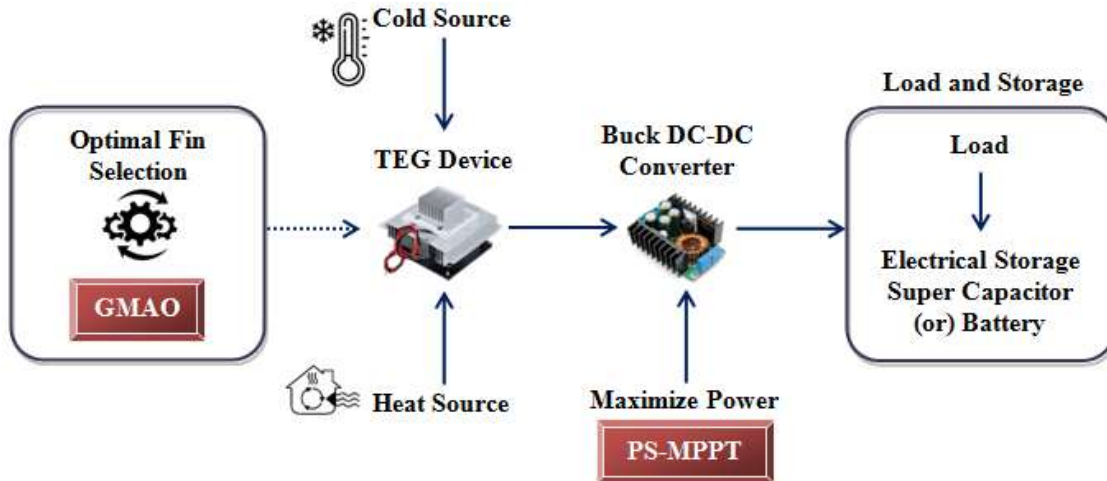 Cold Source
Load and Storage
Optimal Fin
Selection
GMAO
TEG Device
Buck DC-DC
Converter
Load
Electrical Storage
Super Capacitor
(or) Battery
Heat Source
Maximize Power
PS-MPPT